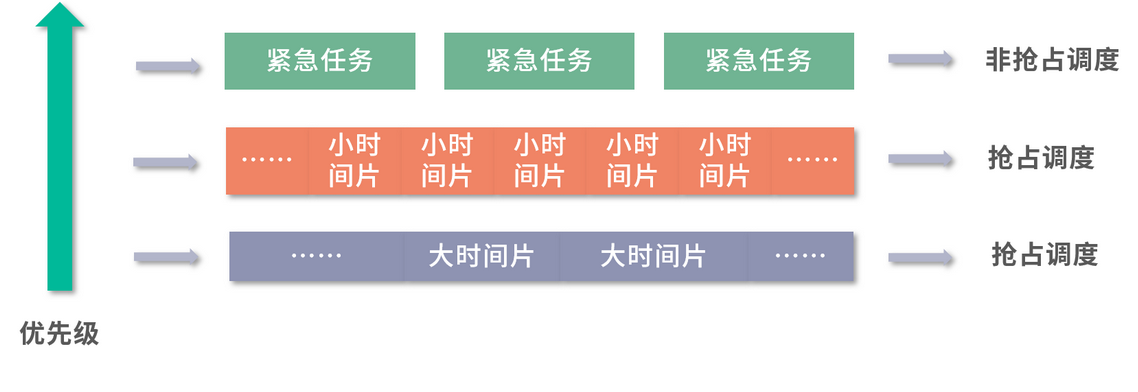 紧急任务 紧急任务 紧急任务 非抢占调度
…… 小时间片 小时间片 小时间片 小时间片 小时间片 …… 抢占调度
…… 大时间片 大时间片 …… 抢占调度
优先级